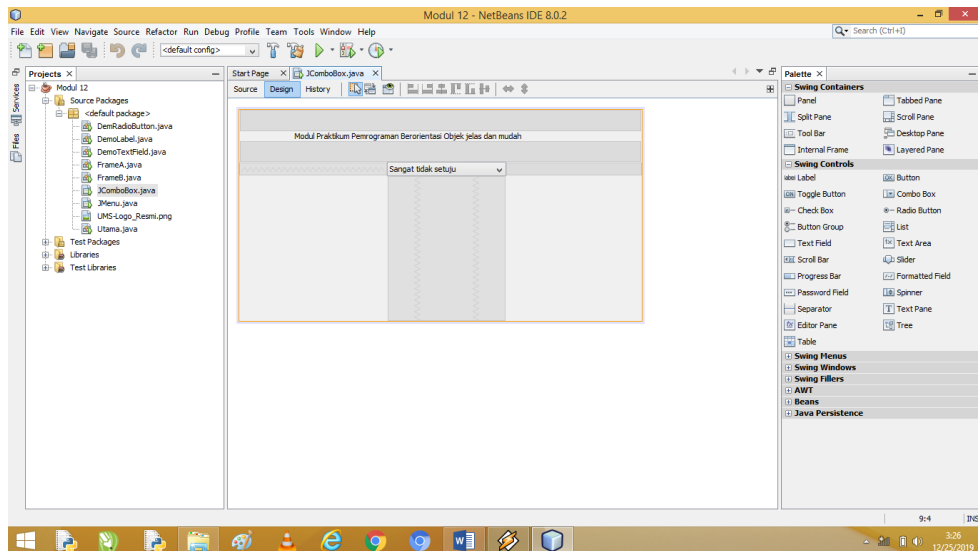 Modul 12 - NetBeans IDE 8.0.2
File Edit View Navigate Source Refactor Run Debug Profile Team Tools Window Help
Search (Ctrl+I)
<default config>
Projects
Start Page
JComboBox.java
Palette
Services
Files
Source Design History
Modul 12
Source Packages
<default package>
DemRadioButton.java
DemoLabel.java
DemoTextField.java
FrameA.java
FrameB.java
JComboBox.java
JMenu.java
UMS-Logo_Resmi.png
Utama.java
Test Packages
Libraries
Test Libraries
Modul Praktikum Pemrograman Berorientasi Objek jelas dan mudah
Sangat tidak setuju
Swing Containers
Panel Tabbed Pane
Split Pane Scroll Pane
Tool Bar Desktop Pane
Internal Frame Layered Pane
Swing Controls
label Label OK Button
ON Toggle Button Combo Box
Check Box Radio Button
Button Group List
Text Field Text Area
Scroll Bar Slider
Progress Bar Formatted Field
Password Field Spinner
Separator Text Pane
Editor Pane Tree
Table
Swing Menus
Swing Windows
Swing Fillers
AWT
Beans
Java Persistence
9:4 INS
3:26
12/25/2019